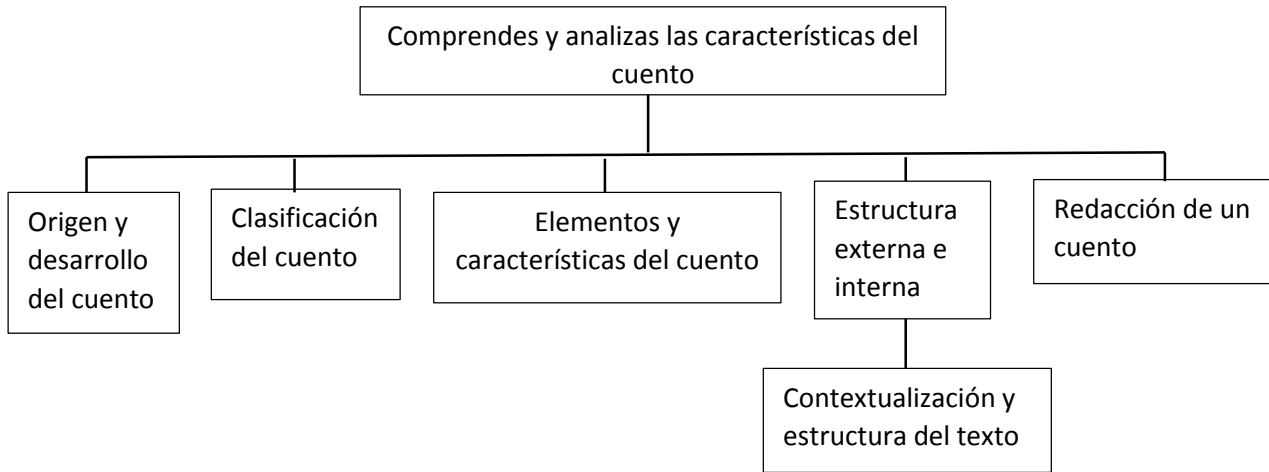 Comprendes y analizas las características del
cuento
Origen y
desarrollo
del cuento
Clasificación
del cuento
Elementos y
características del cuento
Estructura
externa e
interna
Redacción de un
cuento
Contextualización y
estructura del texto